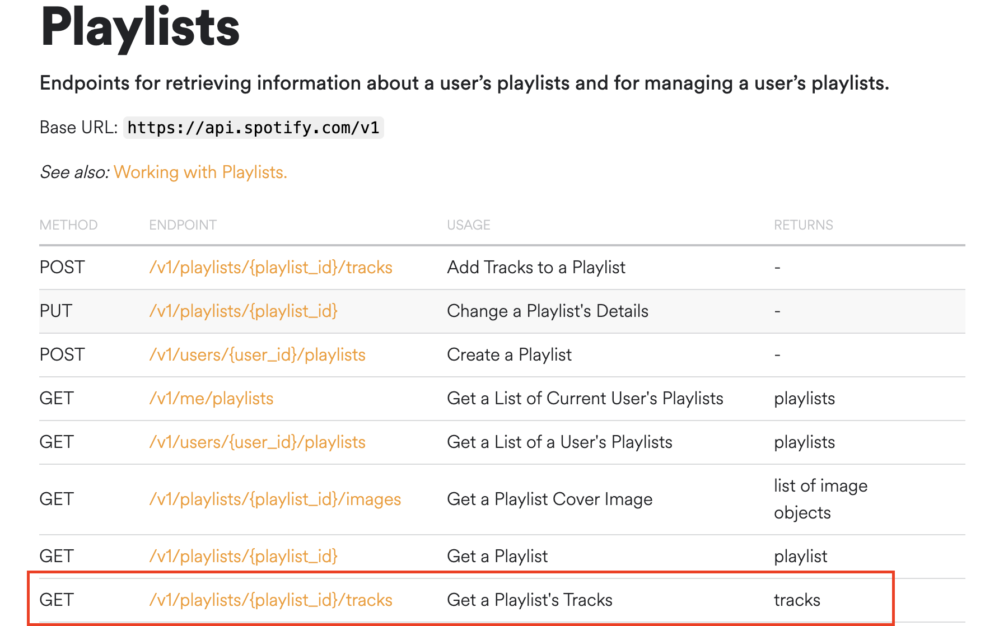 Playlists
Endpoints for retrieving information about a user’s playlists and for managing a user’s playlists.
Base URL: https://api.spotify.com/v1
See also: Working with Playlists.
METHOD ENDPOINT USAGE RETURNS
POST /v1/playlists/{playlist_id}/tracks Add Tracks to a Playlist -
PUT /v1/playlists/{playlist_id} Change a Playlist's Details -
POST /v1/users/{user_id}/playlists Create a Playlist -
GET /v1/me/playlists Get a List of Current User's Playlists playlists
GET /v1/users/{user_id}/playlists Get a List of a User's Playlists playlists
GET /v1/playlists/{playlist_id}/images Get a Playlist Cover Image list of image
objects
GET /v1/playlists/{playlist_id} Get a Playlist playlist
GET /v1/playlists/{playlist_id}/tracks Get a Playlist's Tracks tracks